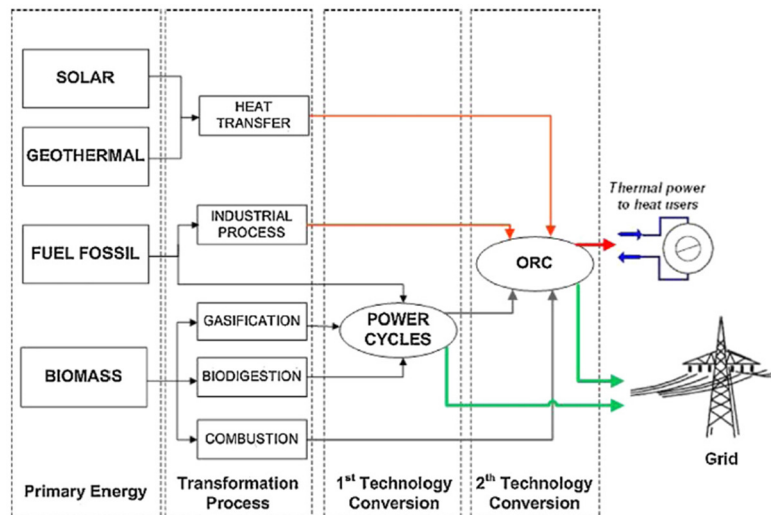 SOLAR
GEOTHERMAL
FUEL FOSSIL
BIOMASS
Primary Energy
HEAT
TRANSFER
INDUSTRIAL
PROCESS
GASIFICATION
BIODIGESTION
COMBUSTION
Transformation
Process
POWER
CYCLES
1st Technology
Conversion
ORC
2th Technology
Conversion
Thermal power
to heat users
Grid